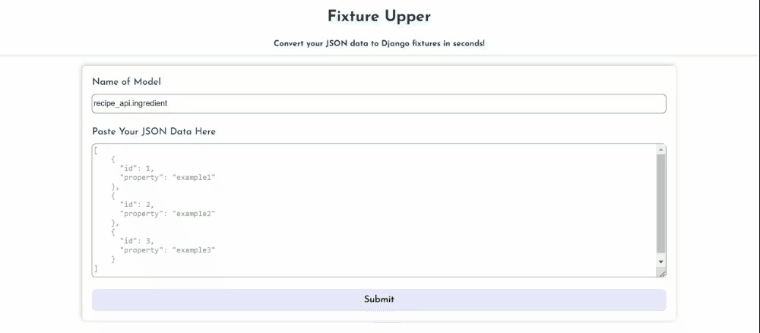 Fixture Upper
Convert your JSON data to Django fixtures in seconds!
Name of Model
recipe_api.ingredient
Paste Your JSON Data Here
[
    {
      "id": 1,
      "property": "example1"
    },
    {
      "id": 2,
      "property": "example2"
    },
    {
      "id": 3,
      "property": "example3"
    }
]
Submit